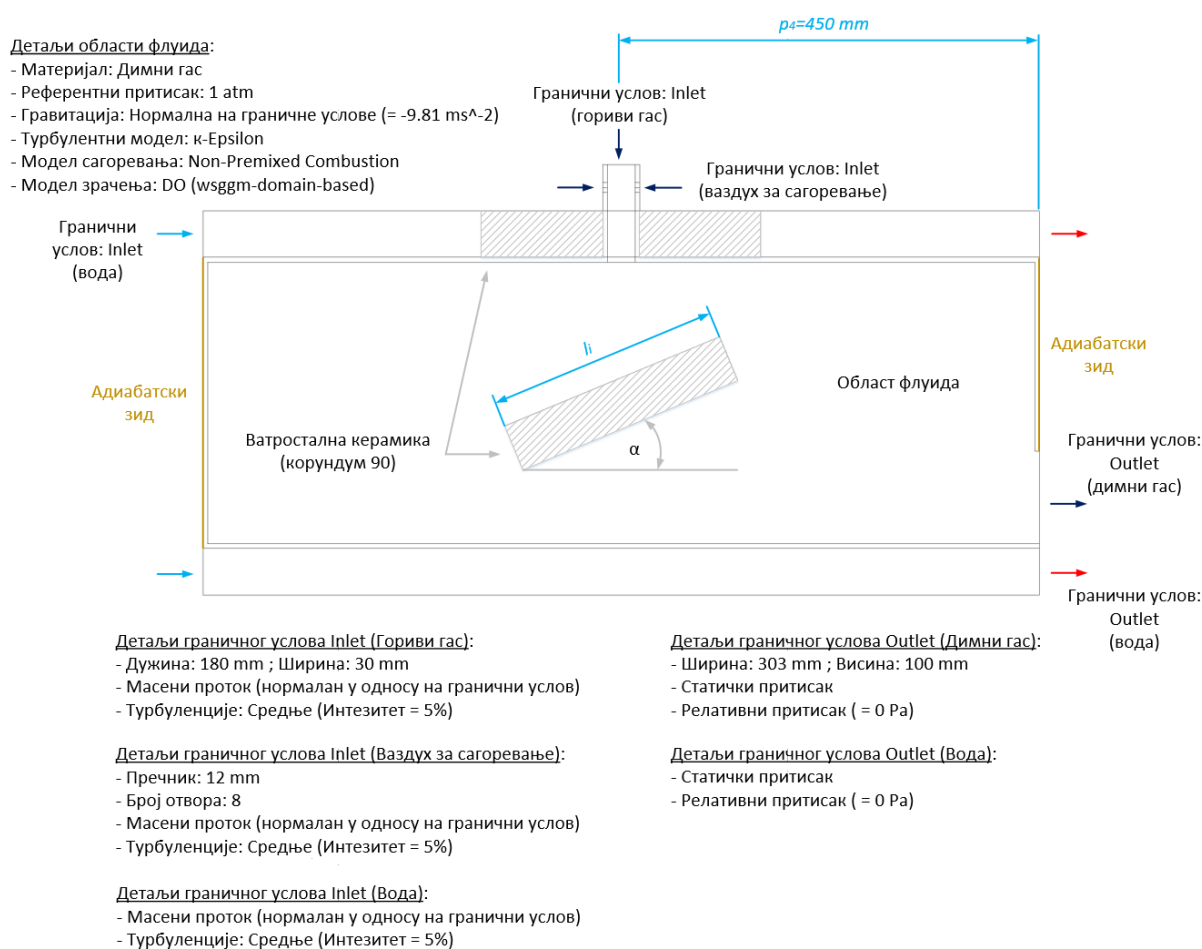 p4=450 mm
Детаљи области флуида:
- Материјал: Димни гас
- Референтни притисак: 1 atm
- Гравитација: Нормална на граничне услове (= -9.81 ms^-2)
- Турбулентни модел: к-Epsilon
- Модел сагоревања: Non-Premixed Combustion
- Модел зрачења: DO (wsggm-domain-based)
Гранични услов: Inlet
(гориви гас)
Гранични услов: Inlet
(ваздух за сагоревање)
Гранични
услов: Inlet
(вода)
li
Адиабатски
зид
Адиабатски
зид
Област флуида
Ватростална керамика
(корундум 90)
α
Гранични услов:
Outlet
(димни гас)
Гранични услов:
Outlet
(вода)
Детаљи граничног услова Inlet (Гориви гас):
- Дужина: 180 mm ; Ширина: 30 mm
- Масени проток (нормалан у односу на гранични услов)
- Турбуленције: Средње (Интезитет = 5%)
Детаљи граничног услова Inlet (Ваздух за сагоревање):
- Пречник: 12 mm
- Број отвора: 8
- Масени проток (нормалан у односу на гранични услов)
- Турбуленције: Средње (Интезитет = 5%)
Детаљи граничног услова Inlet (Вода):
- Масени проток (нормалан у односу на гранични услов)
- Турбуленције: Средње (Интезитет = 5%)
Детаљи граничног услова Outlet (Димни гас):
- Ширина: 303 mm ; Висина: 100 mm
- Статички притисак
- Релативни притисак ( = 0 Pa)
Детаљи граничног услова Outlet (Вода):
- Статички притисак
- Релативни притисак ( = 0 Pa)